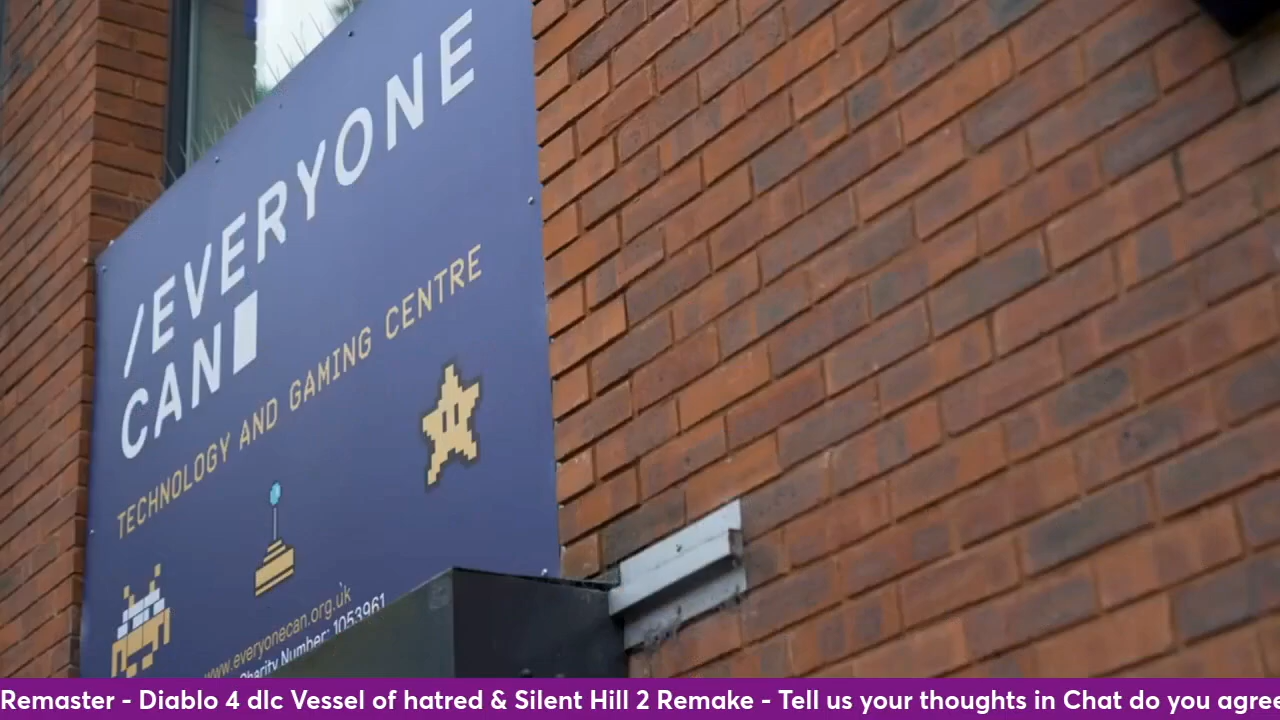 /EVERYONE
CAN
TECHNOLOGY AND GAMING CENTRE
www.everyonecan.org.uk
Charity Number: 1053961
Remaster - Diablo 4 dlc Vessel of hatred & Silent Hill 2 Remake - Tell us your thoughts in Chat do you agree